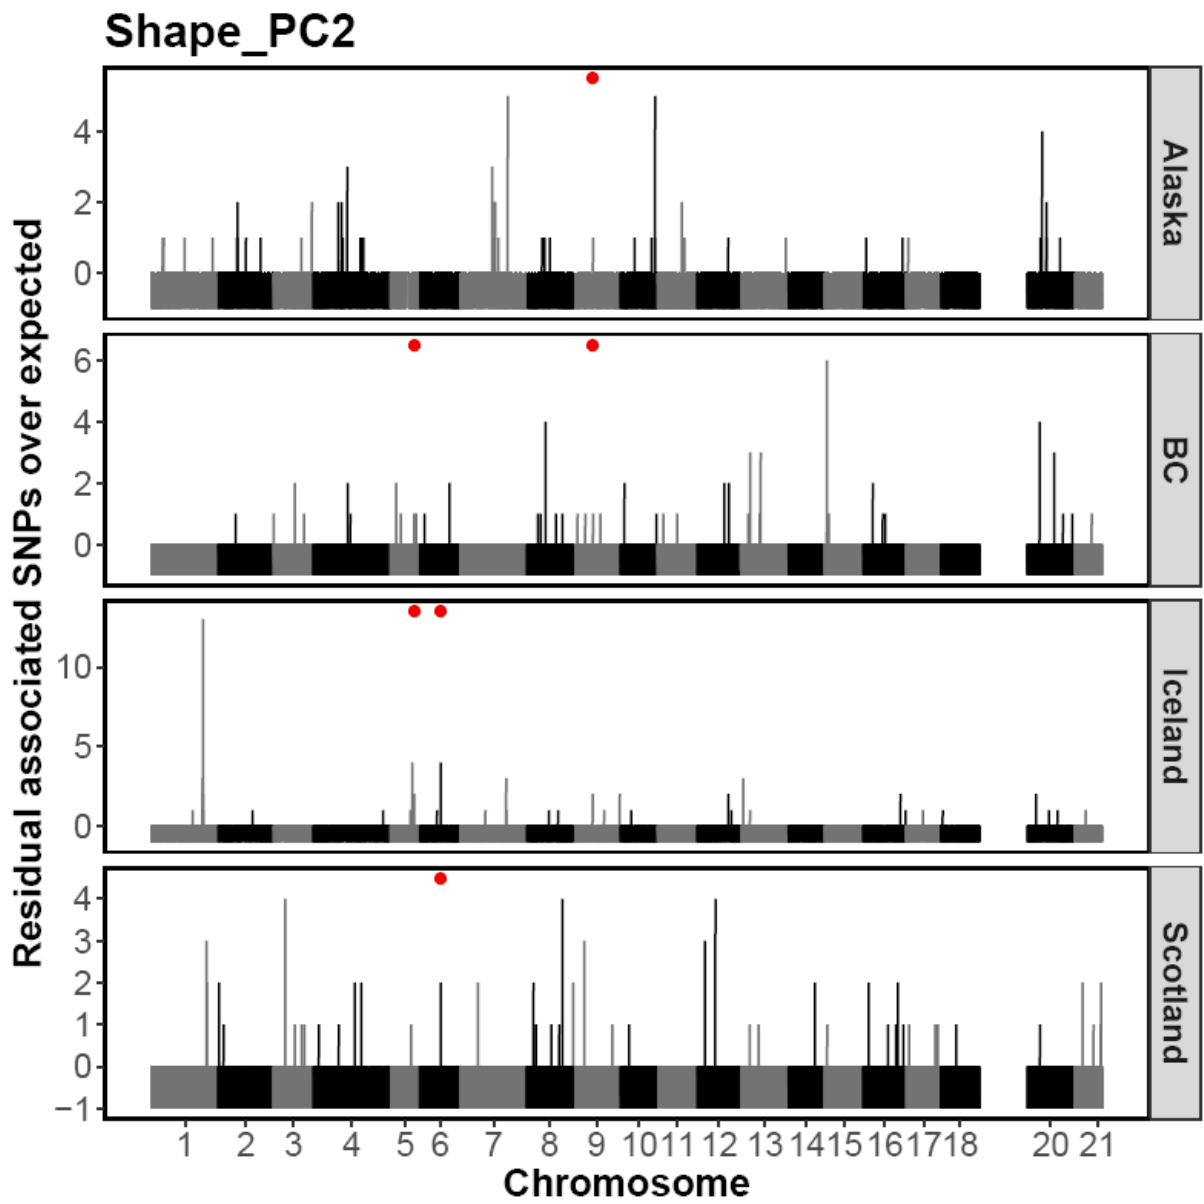 Shape_PC2
Residual associated SNPs over expected
4
2
0
Alaska
6
4
2
0
BC
10
5
0
Iceland
4
3
2
1
0
−1
Scotland
1 2 3 4 5 6 7 8 9 10 11 12 13 14 15 16 17 18 20 21
Chromosome